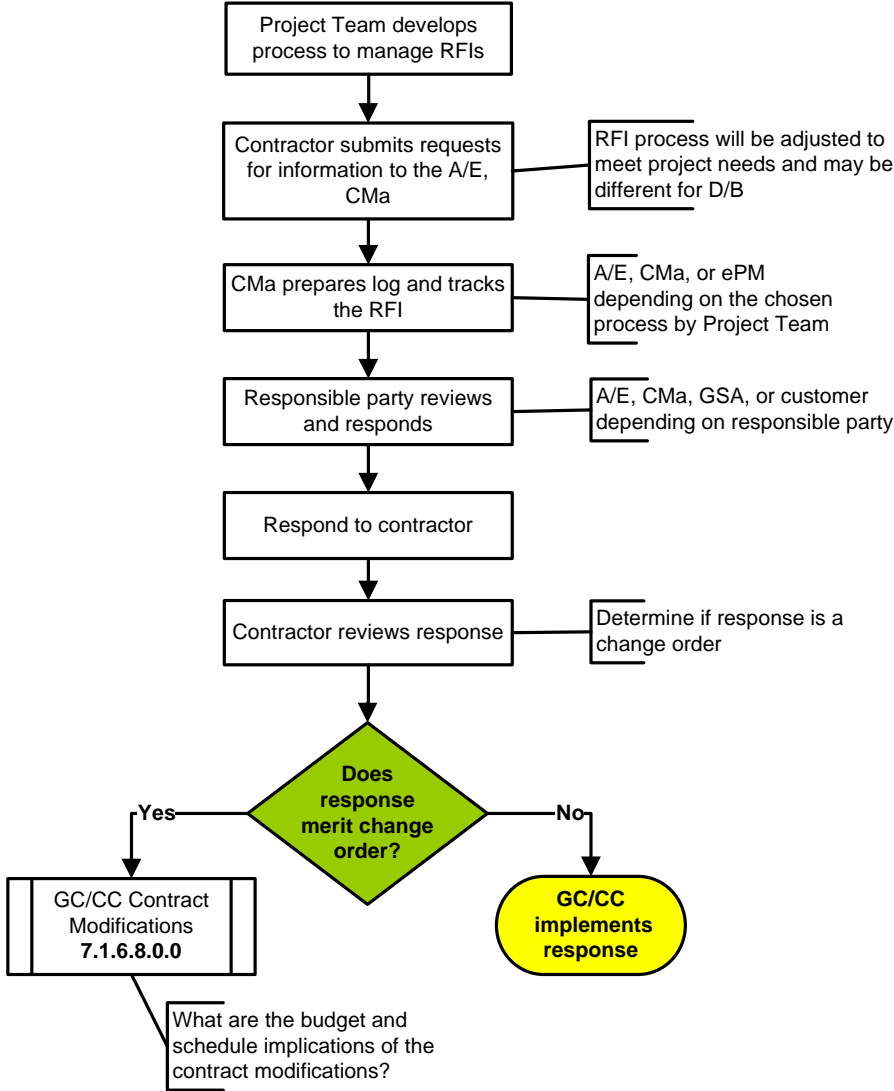 Project Team develops
process to manage RFIs
Contractor submits requests
for information to the A/E,
CMa
RFI process will be adjusted to
meet project needs and may be
different for D/B
CMa prepares log and tracks
the RFI
A/E, CMa, or ePM
depending on the chosen
process by Project Team
Responsible party reviews
and responds
A/E, CMa, GSA, or customer
depending on responsible party
Respond to contractor
Contractor reviews response
Determine if response is a
change order
Does
response
merit change
order?
Yes
No
GC/CC Contract
Modifications
7.1.6.8.0.0
GC/CC
implements
response
What are the budget and
schedule implications of the
contract modifications?